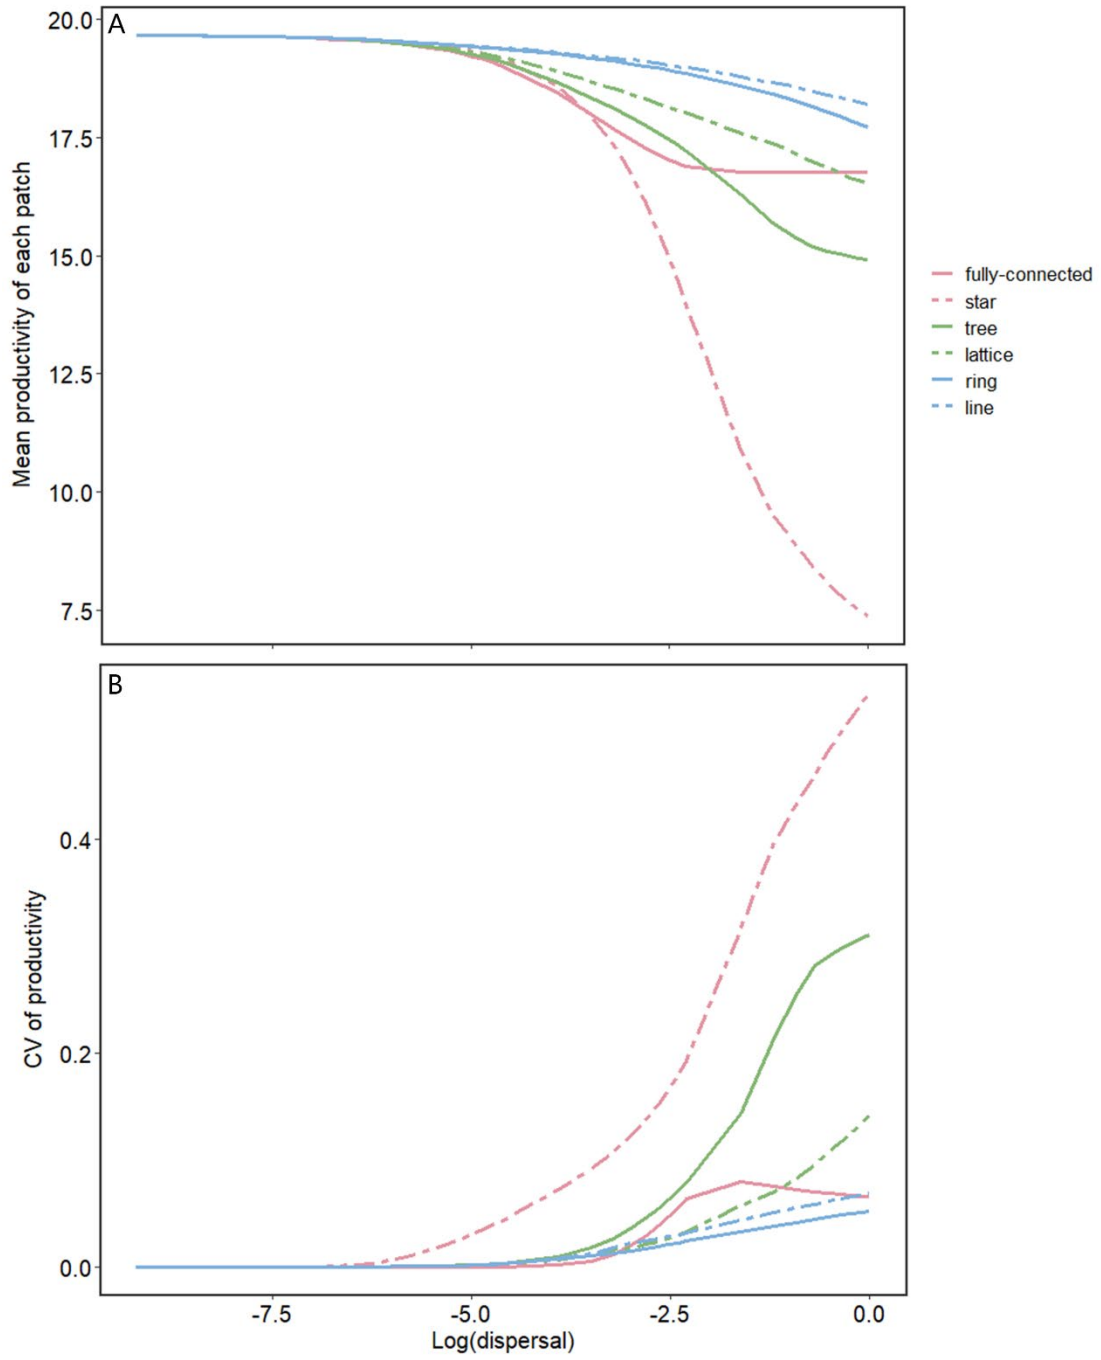 A
20.0
17.5
15.0
12.5
10.0
7.5
Mean productivity of each patch
fully-connected
star
tree
lattice
ring
line
B
0.4
0.2
0.0
CV of productivity
-7.5 -5.0 -2.5 0.0
Log(dispersal)